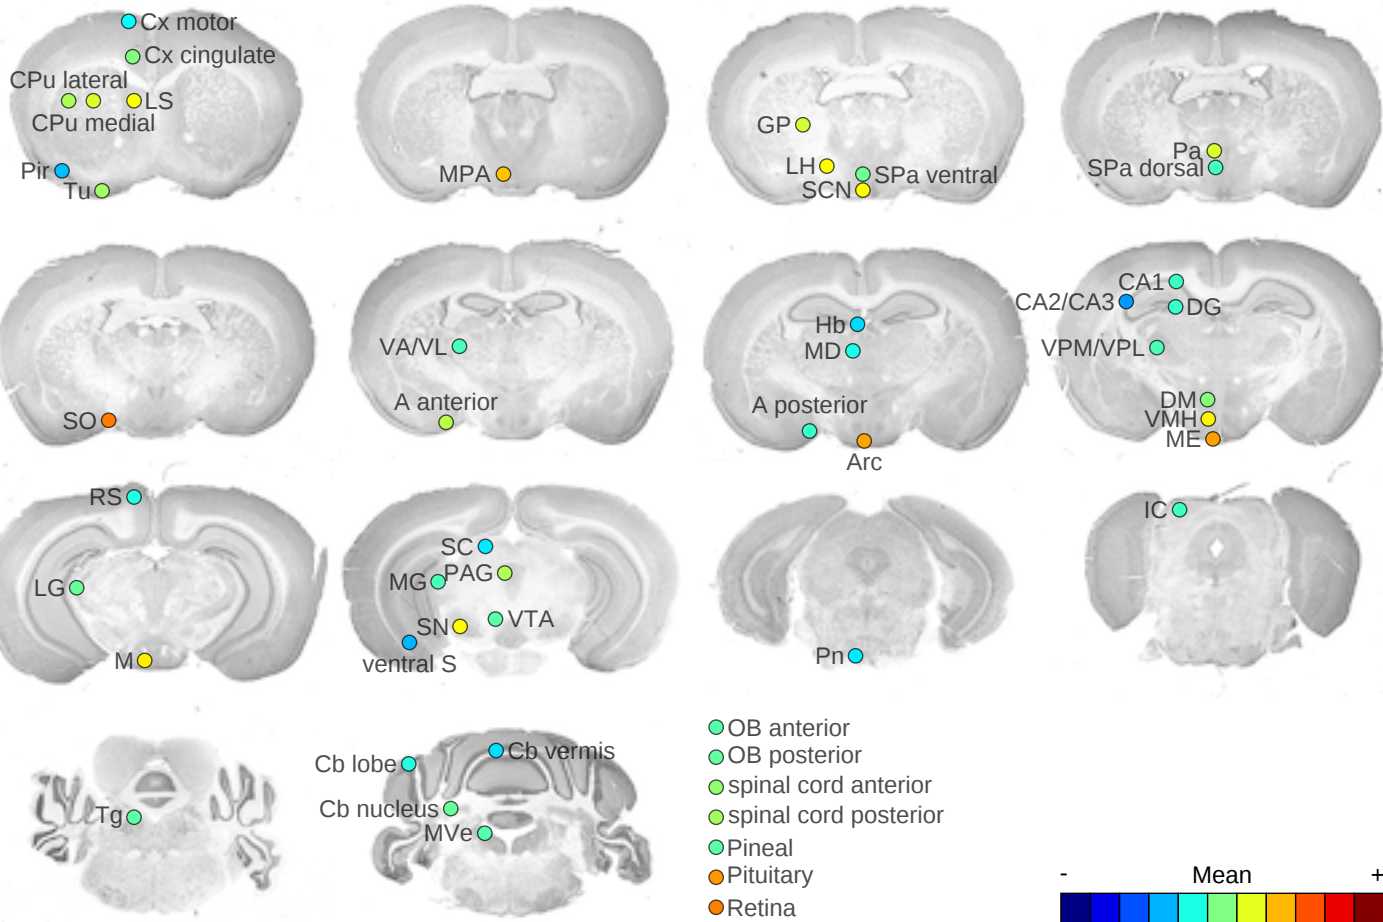 Cx motor
Cx cingulate
CPu lateral
LS
CPu medial
Pir
Tu
MPA
GP
LH
SPa ventral
SCN
Pa
SPa dorsal
SO
VA/VL
A anterior
Hb
MD
A posterior
Arc
CA1
CA2/CA3
DG
VPM/VPL
DM
VMH
ME
RS
LG
M
SC
PAG
MG
VTA
SN
ventral S
Pn
IC
Tg
Cb vermis
Cb lobe
Cb nucleus
MVe
OB anterior
OB posterior
spinal cord anterior
spinal cord posterior
Pineal
Pituitary
Retina
- Mean +